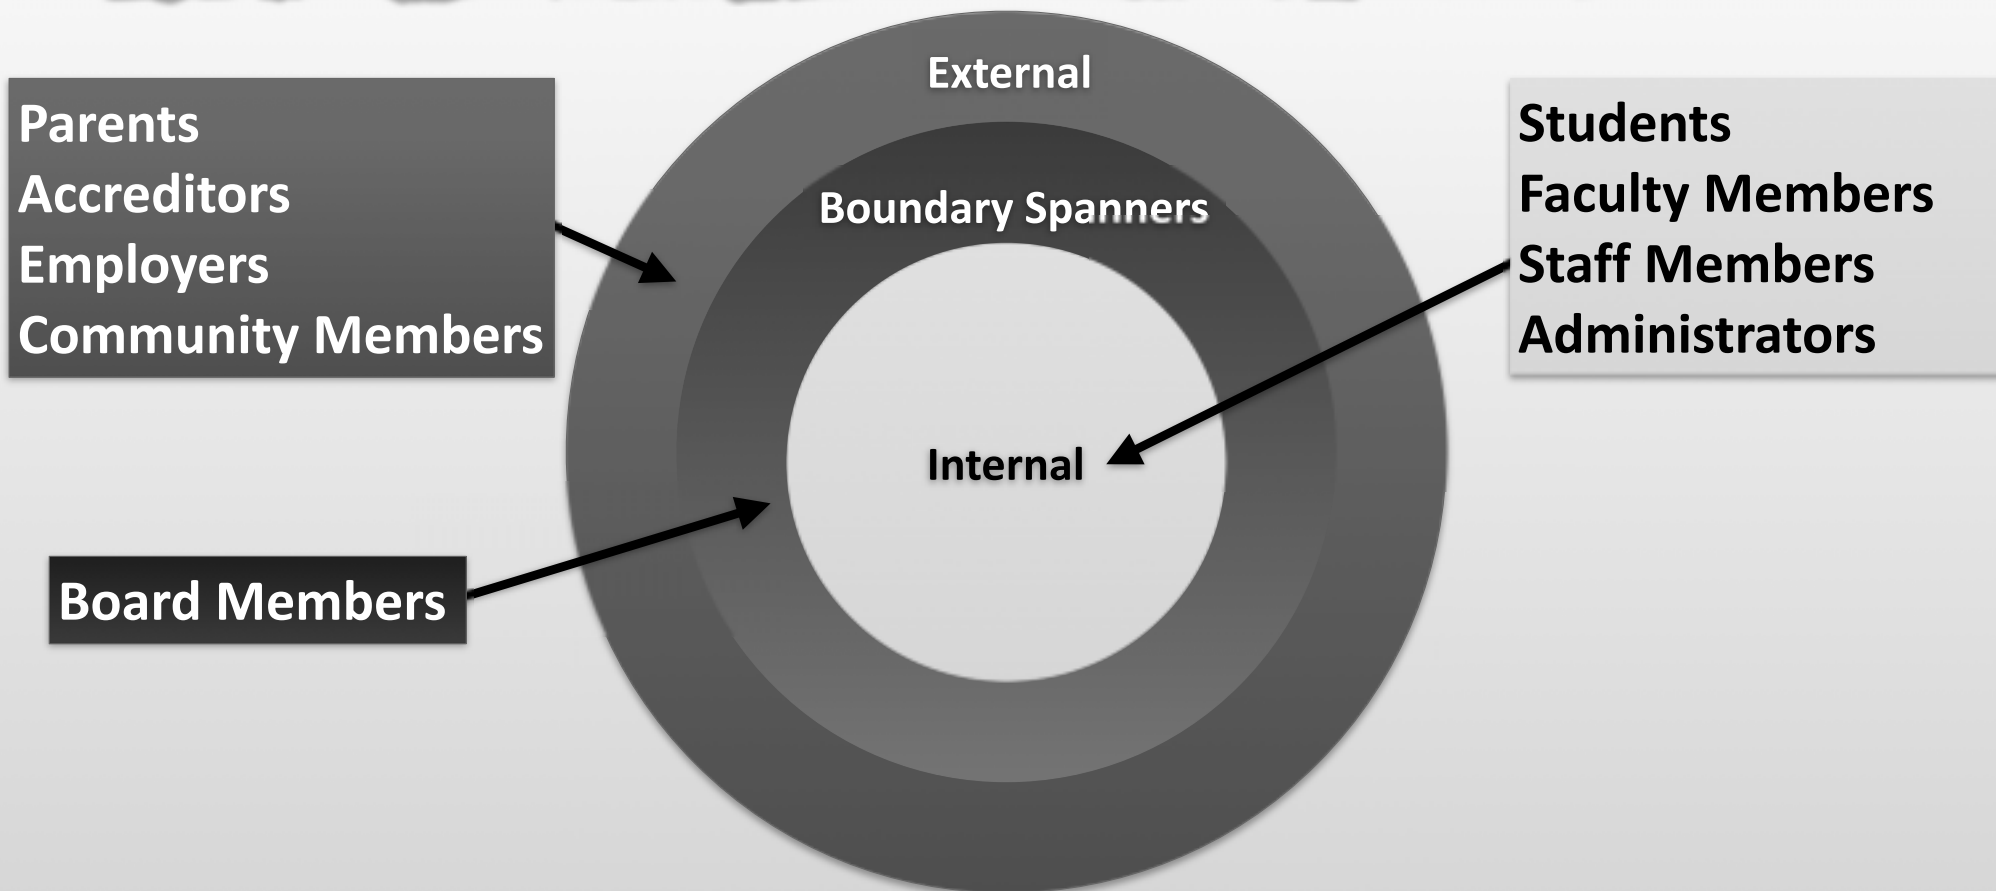 External
Parents
Accreditors
Employers
Community Members
Boundary Spanners
Students
Faculty Members
Staff Members
Administrators
Internal
Board Members